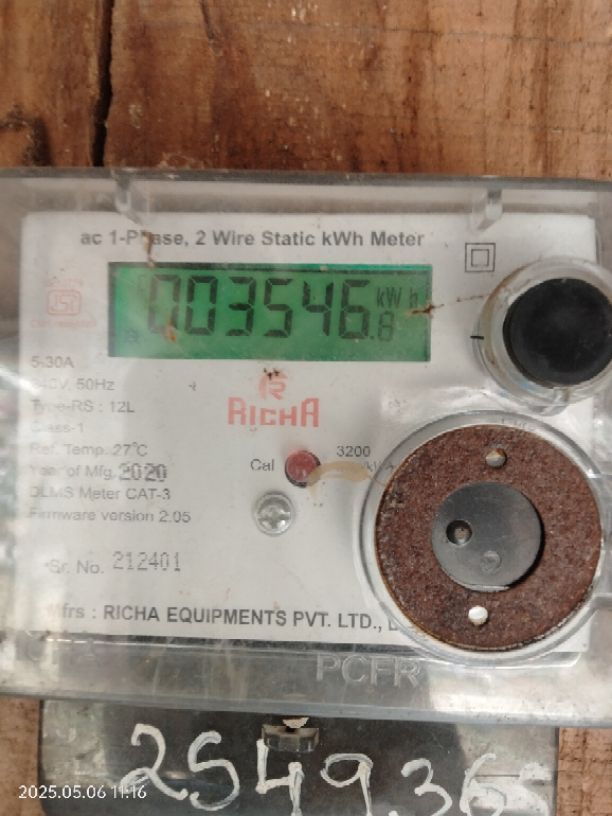 ac 1-Phase, 2 Wire Static kWh Meter
003546.8 kWh
5-30A
240V, 50Hz
Type-RS : 12L
Class-1
Ref. Temp. 27°C
Year of Mfg. 2020
DLMS Meter CAT-3
Firmware version 2.05
RICHA
Cal
3200
Sr. No. 212401
Mfrs : RICHA EQUIPMENTS PVT. LTD.,
PCFR
2549.36
2025.05.06 11:16